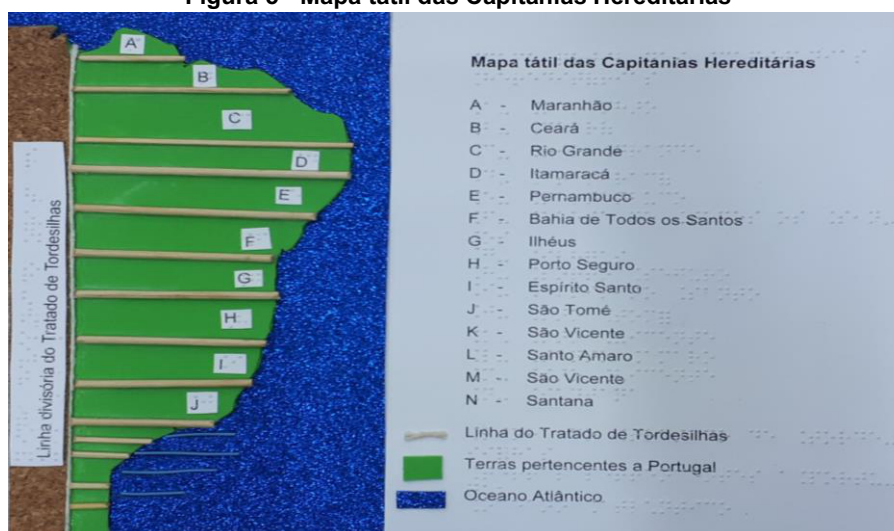 Figura 3 - Mapa tátil das Capitanias Hereditárias
A
B
C
D
E
F
G
H
I
J
Linha divisória do Tratado de Tordesilhas
Mapa tátil das Capitanias Hereditárias
A - Maranhão
B - Ceará
C - Rio Grande
D - Itamaracá
E - Pernambuco
F - Bahia de Todos os Santos
G - Ilhéus
H - Porto Seguro
I - Espírito Santo
J - São Tomé
K - São Vicente
L - Santo Amaro
M - São Vicente
N - Santana
Linha do Tratado de Tordesilhas
Terras pertencentes a Portugal
Oceano Atlântico